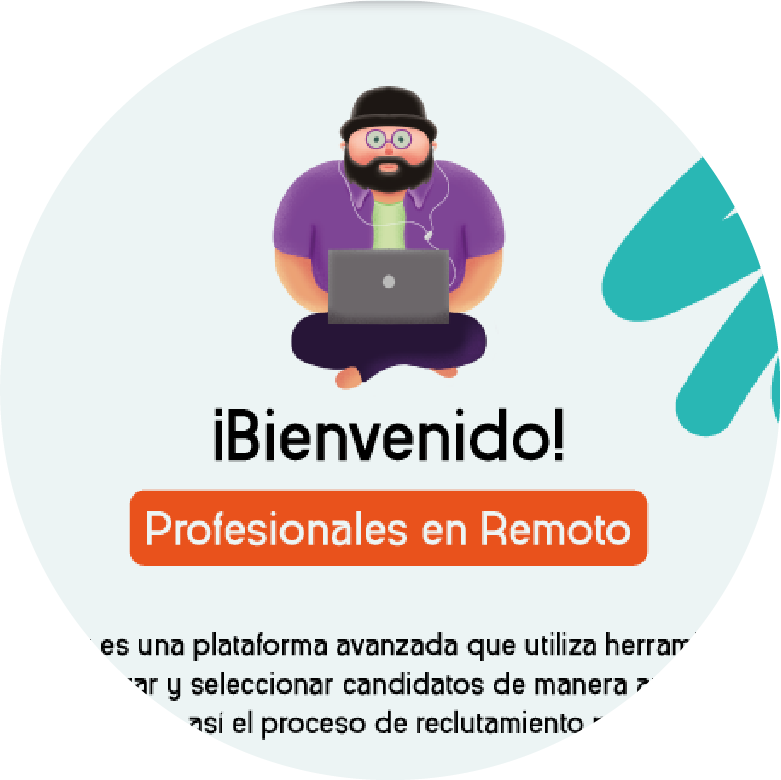 ¡Bienvenido!
Profesionales en Remoto
es una plataforma avanzada que utiliza
y seleccionar candidatos de manera
así el proceso de reclutamiento